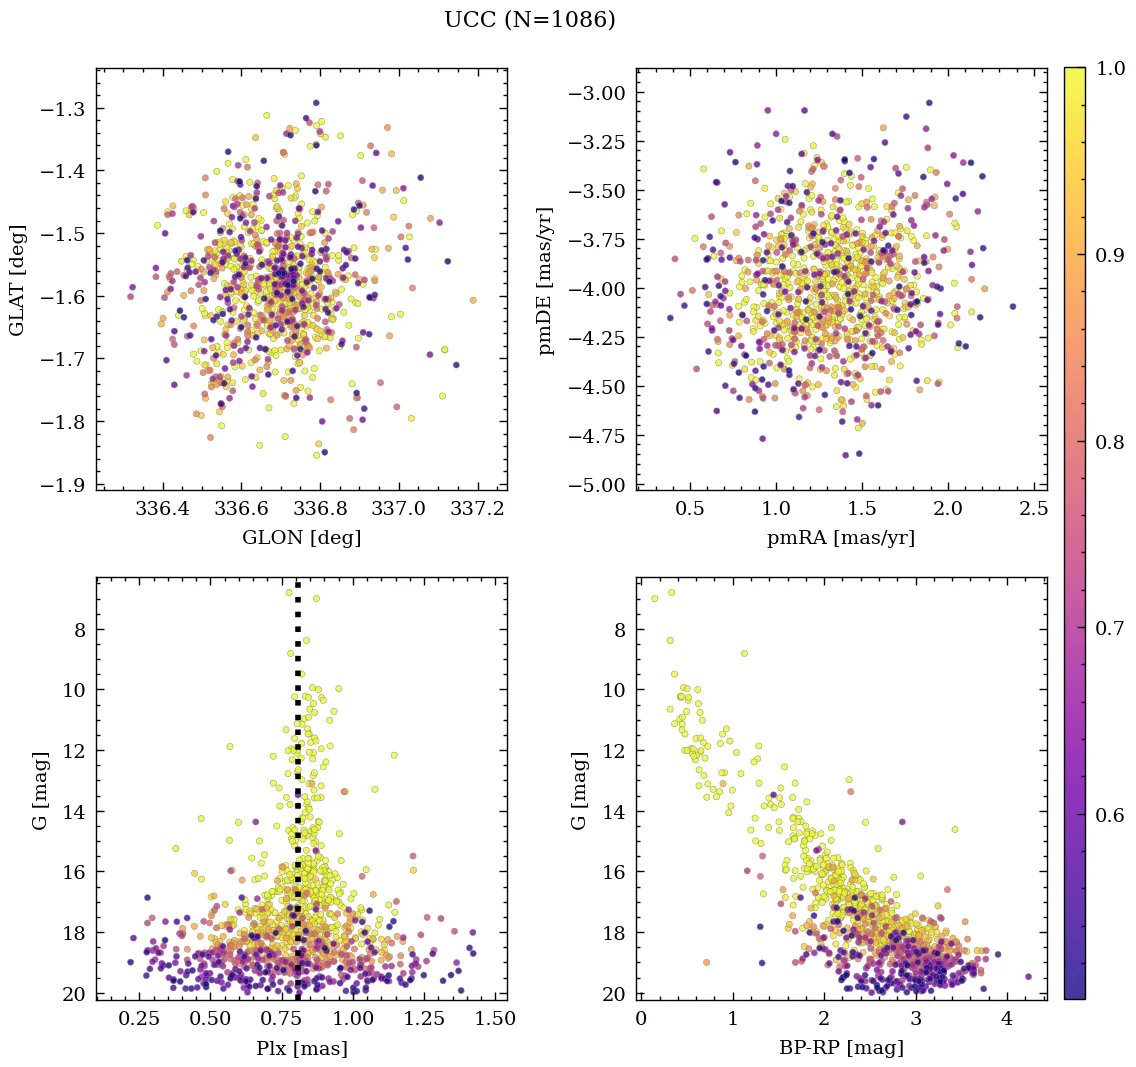 UCC (N=1086)
−1.3
−1.4
−1.5
−1.6
−1.7
−1.8
−1.9
GLAT [deg]
336.4 336.6 336.8 337.0 337.2
GLON [deg]
−3.00
−3.25
−3.50
−3.75
−4.00
−4.25
−4.50
−4.75
−5.00
pmDE [mas/yr]
0.5 1.0 1.5 2.0 2.5
pmRA [mas/yr]
1.0
0.9
0.8
0.7
0.6
8
10
12
14
16
18
20
G [mag]
0.25 0.50 0.75 1.00 1.25 1.50
Plx [mas]
8
10
12
14
16
18
20
G [mag]
0 1 2 3 4
BP-RP [mag]